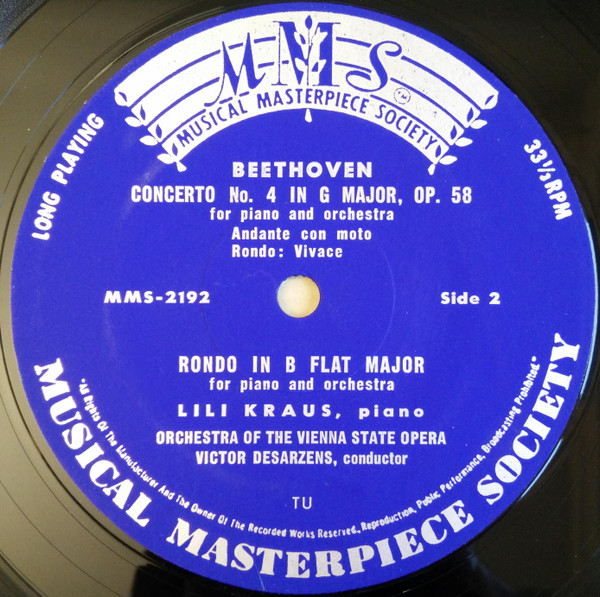 MMS
TM
MUSICAL MASTERPIECE SOCIETY
LONG PLAYING
33 1/3 RPM
BEETHOVEN
CONCERTO No. 4 IN G MAJOR, OP. 58
for piano and orchestra
Andante con moto
Rondo: Vivace
MMS-2192
Side 2
RONDO IN B FLAT MAJOR
for piano and orchestra
LILI KRAUS, piano
ORCHESTRA OF THE VIENNA STATE OPERA
VICTOR DESARZENS, conductor
TU
"All Rights Of The Manufacturer And The Owner Of The Recorded Works Reserved. Reproduction, Public Performance, Broadcasting Prohibited."
MUSICAL MASTERPIECE SOCIETY